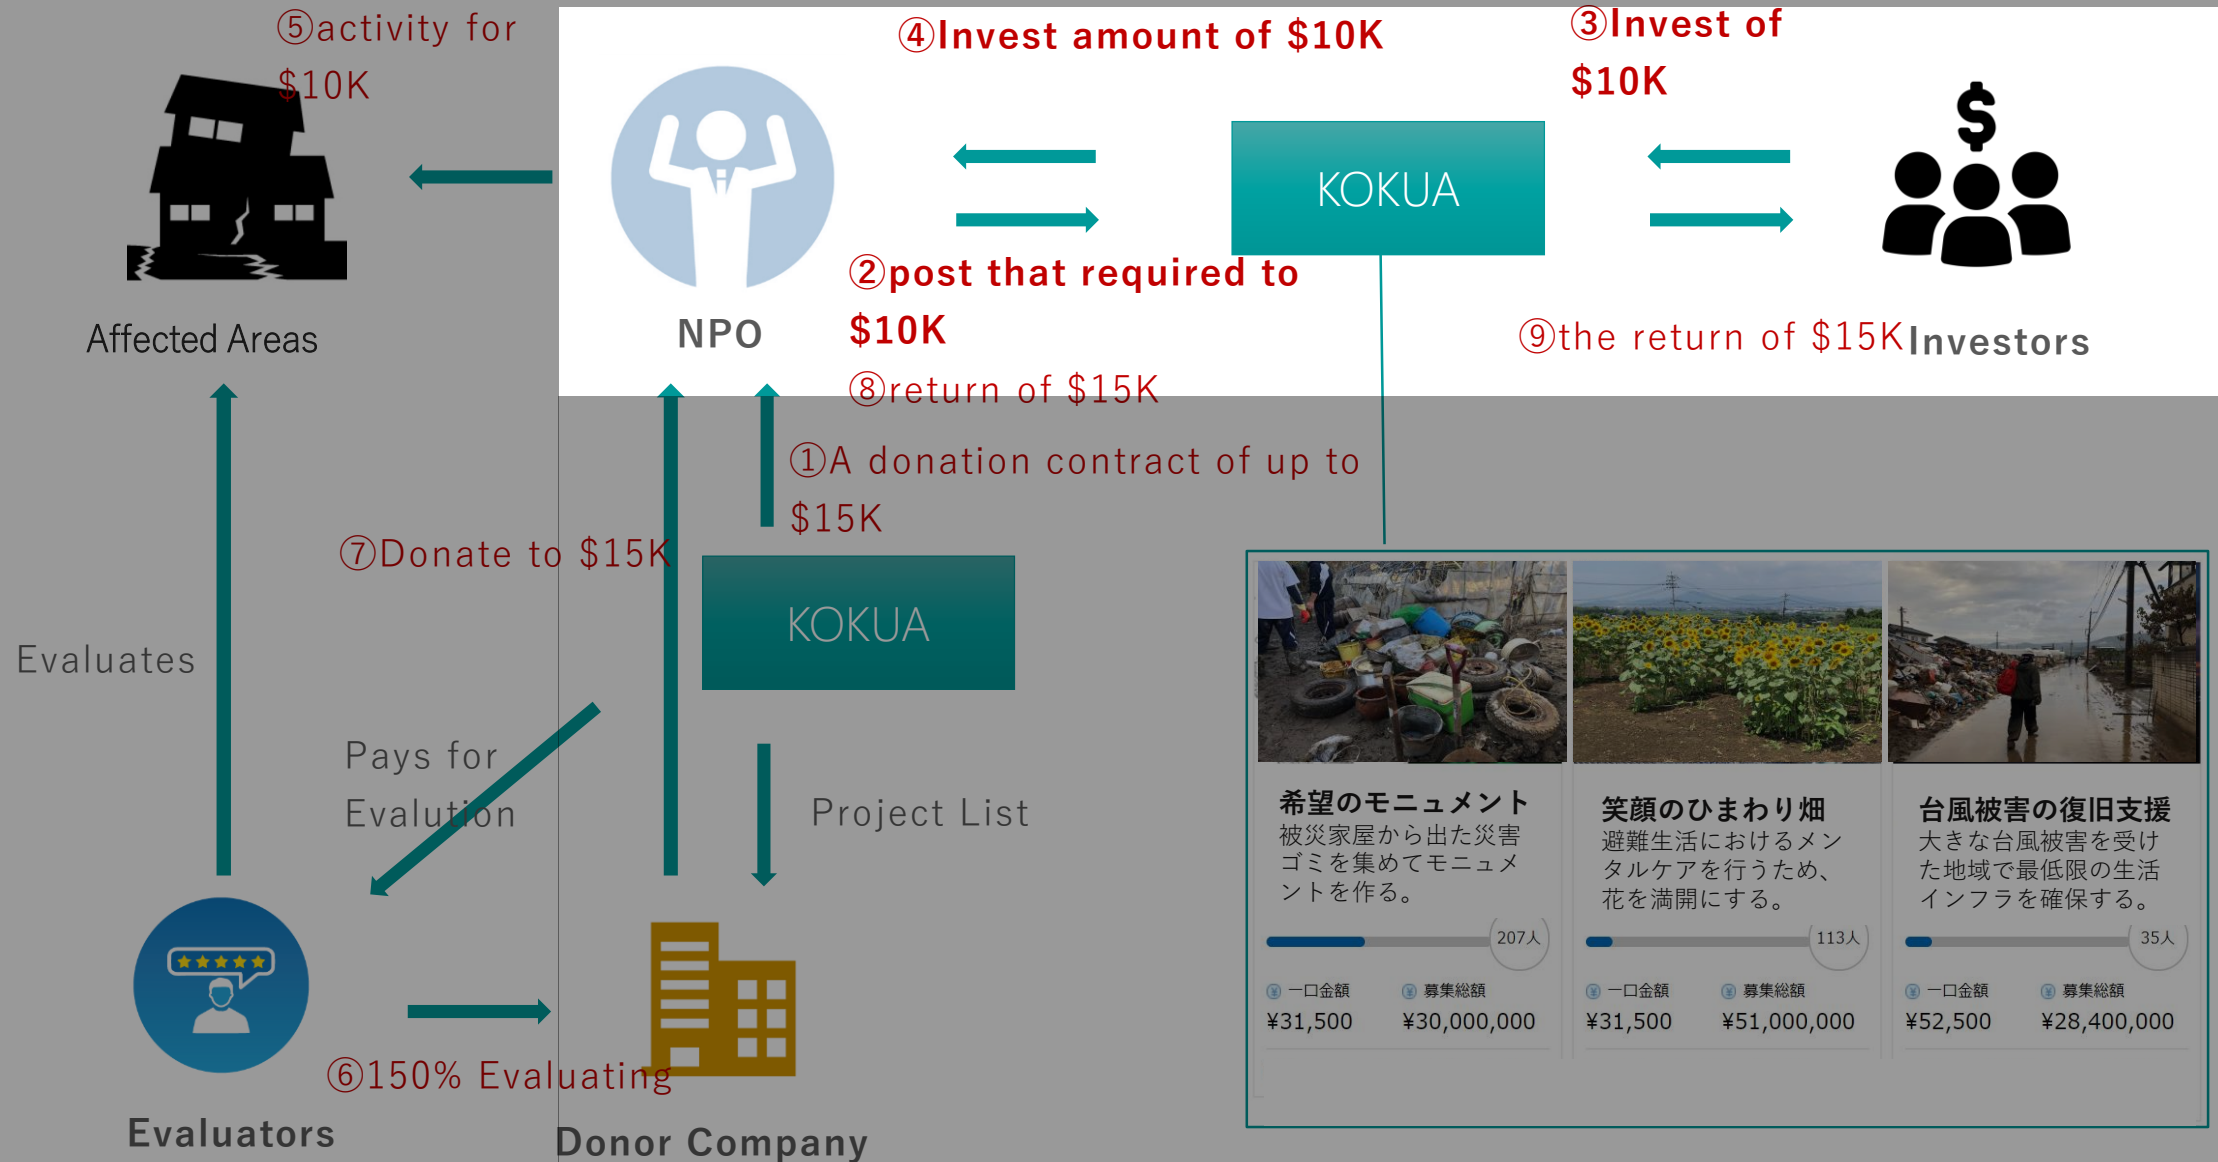 ⑤activity for
$10K
④Invest amount of $10K
③Invest of
$10K
KOKUA
②post that required to
$10K
Affected Areas
NPO
⑨the return of $15K
Investors
⑧return of $15K
①A donation contract of up to
$15K
⑦Donate to $15K
KOKUA
Evaluates
Pays for
Evalution
Project List
⑥150% Evaluating
Evaluators
Donor Company
希望のモニュメント
被災家屋から出た災害
ゴミを集めてモニュメ
ントを作る。
207人
一口金額
募集総額
¥31,500
¥30,000,000
笑顔のひまわり畑
避難生活におけるメン
タルケアを行うため、
花を満開にする。
113人
一口金額
募集総額
¥31,500
¥51,000,000
台風被害の復旧支援
大きな台風被害を受け
た地域で最低限の生活
インフラを確保する。
35人
一口金額
募集総額
¥52,500
¥28,400,000